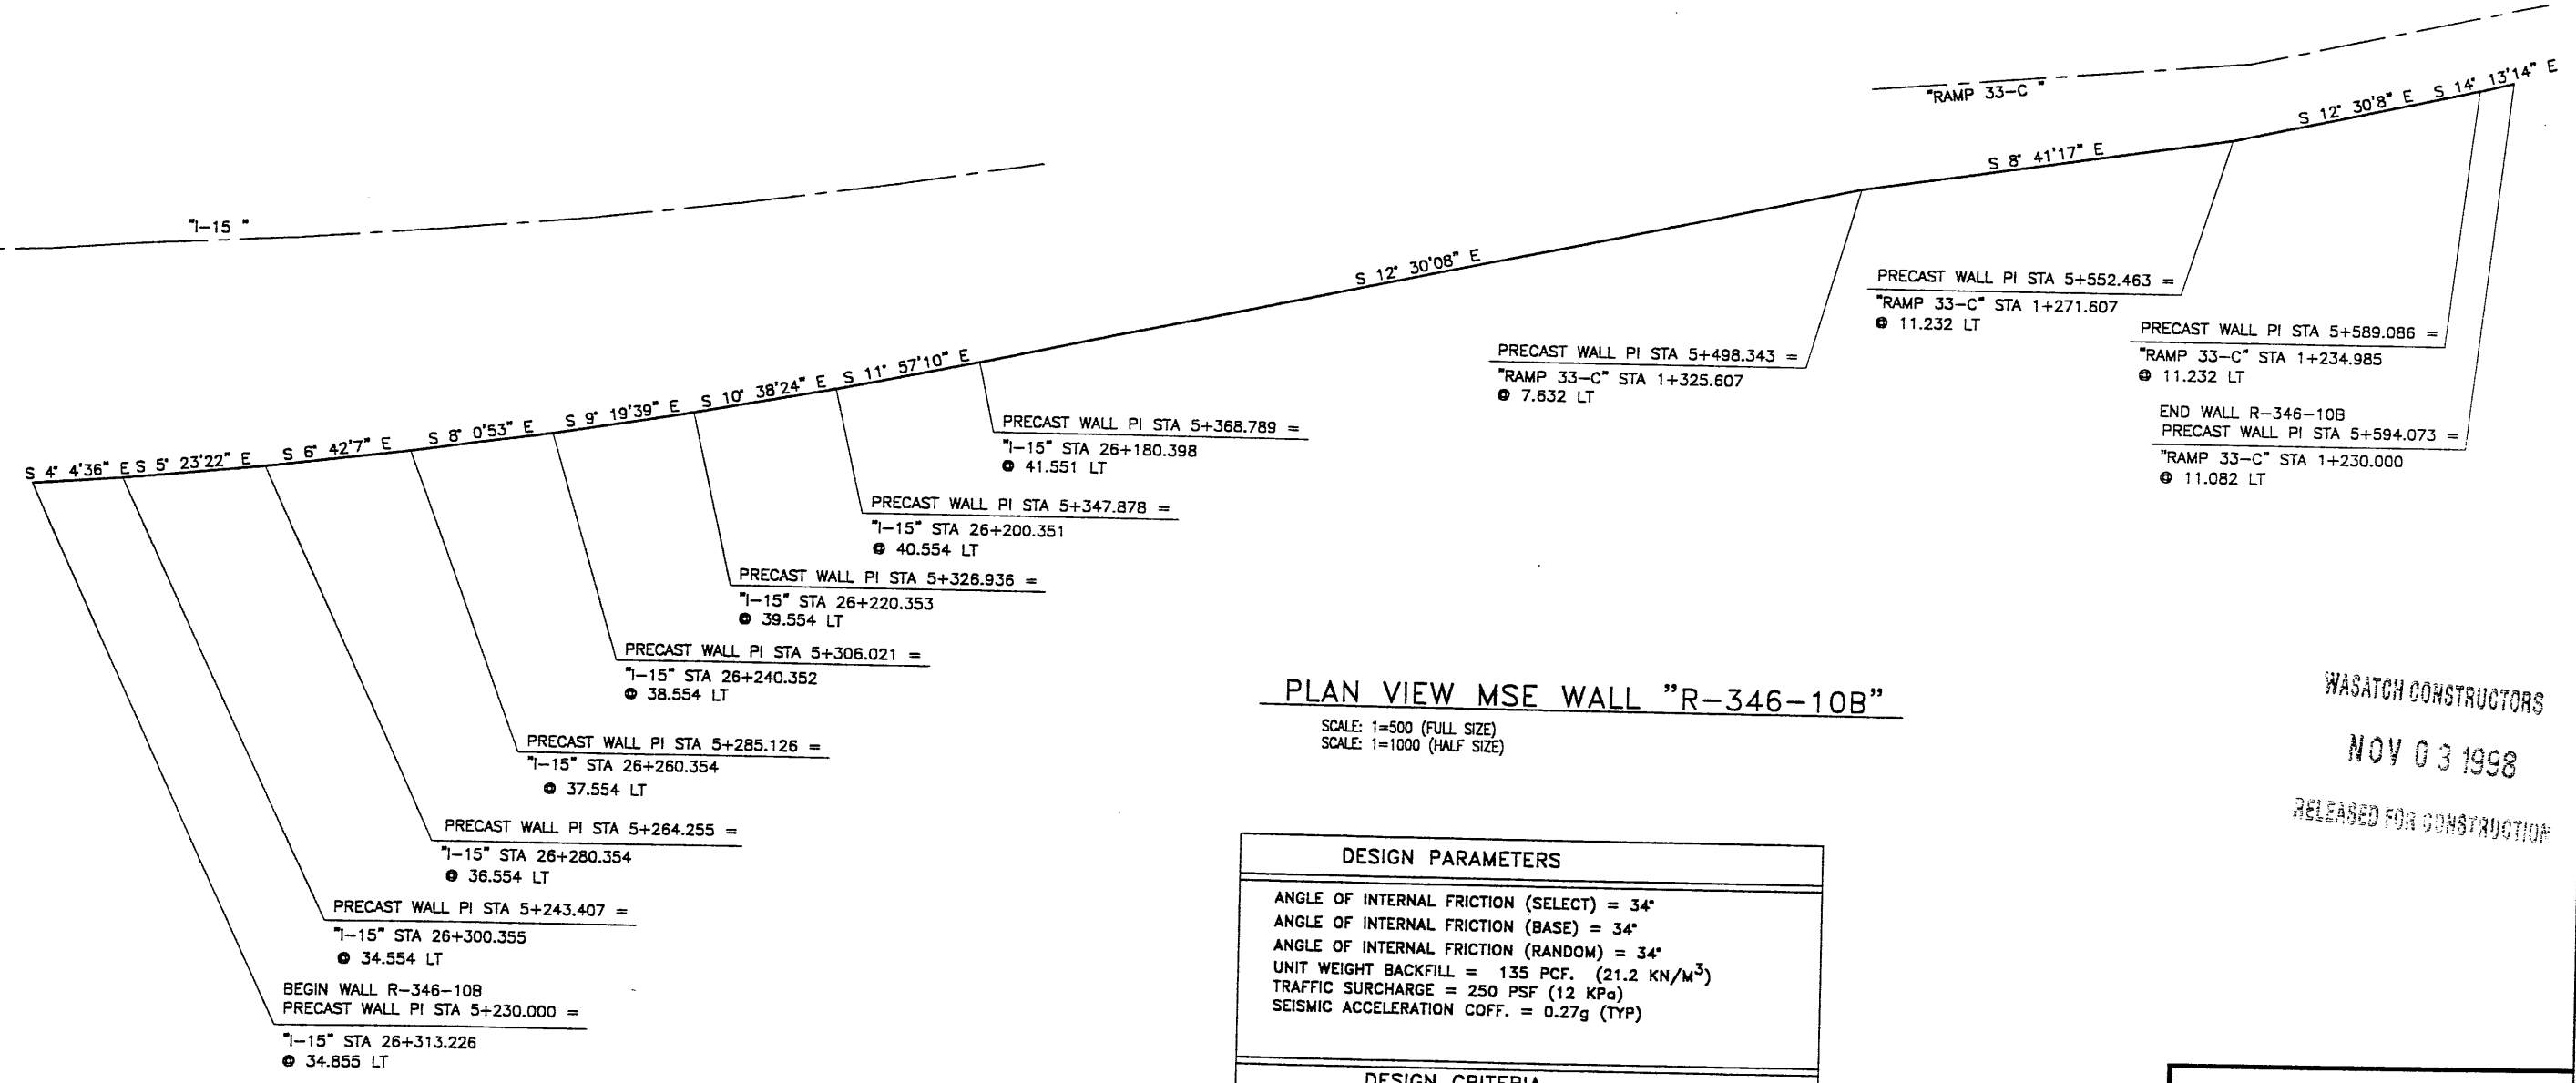 "RAMP 33-C "
S 12° 30'8" E
S 14° 13'14" E
S 8° 41'17" E
"I-15 "
S 12° 30'08" E
S 4° 4'36" E
S 5° 23'22" E
S 6° 42'7" E
S 8° 0'53" E
S 9° 19'39" E
S 10° 38'24" E
S 11° 57'10" E
PRECAST WALL PI STA 5+552.463 =
"RAMP 33-C" STA 1+271.607
@ 11.232 LT
PRECAST WALL PI STA 5+589.086 =
"RAMP 33-C" STA 1+234.985
@ 11.232 LT
PRECAST WALL PI STA 5+498.343 =
"RAMP 33-C" STA 1+325.607
@ 7.632 LT
END WALL R-346-10B
PRECAST WALL PI STA 5+594.073 =
"RAMP 33-C" STA 1+230.000
@ 11.082 LT
PRECAST WALL PI STA 5+368.789 =
"I-15" STA 26+180.398
@ 41.551 LT
PRECAST WALL PI STA 5+347.878 =
"I-15" STA 26+200.351
@ 40.554 LT
PRECAST WALL PI STA 5+326.936 =
"I-15" STA 26+220.353
@ 39.554 LT
PRECAST WALL PI STA 5+306.021 =
"I-15" STA 26+240.352
@ 38.554 LT
PRECAST WALL PI STA 5+285.126 =
"I-15" STA 26+260.354
@ 37.554 LT
PRECAST WALL PI STA 5+264.255 =
"I-15" STA 26+280.354
@ 36.554 LT
PRECAST WALL PI STA 5+243.407 =
"I-15" STA 26+300.355
@ 34.554 LT
BEGIN WALL R-346-10B
PRECAST WALL PI STA 5+230.000 =
"I-15" STA 26+313.226
@ 34.855 LT
PLAN VIEW MSE WALL "R-346-10B"
SCALE: 1=500 (FULL SIZE)
SCALE: 1=1000 (HALF SIZE)
WASATCH CONSTRUCTORS
NOV 03 1998
RELEASED FOR CONSTRUCTION
DESIGN PARAMETERS
ANGLE OF INTERNAL FRICTION (SELECT) = 34°
ANGLE OF INTERNAL FRICTION (BASE) = 34°
ANGLE OF INTERNAL FRICTION (RANDOM) = 34°
UNIT WEIGHT BACKFILL = 135 PCF. (21.2 KN/M³)
TRAFFIC SURCHARGE = 250 PSF (12 KPa)
SEISMIC ACCELERATION COFF. = 0.27g (TYP)
DESIGN CRITERIA